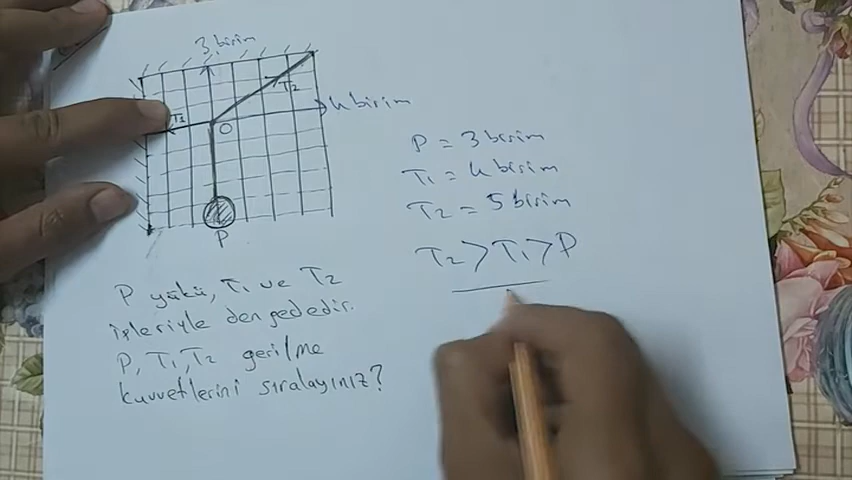 3 birim
T2
4 birim
T1
O
P
P = 3 birim
T1 = 4 birim
T2 = 5 birim
T2 > T1 > P
P yükü, T1 ve T2
ipleriyle dengededir.
P, T1, T2 gerilme
kuvvetlerini sıralayınız?